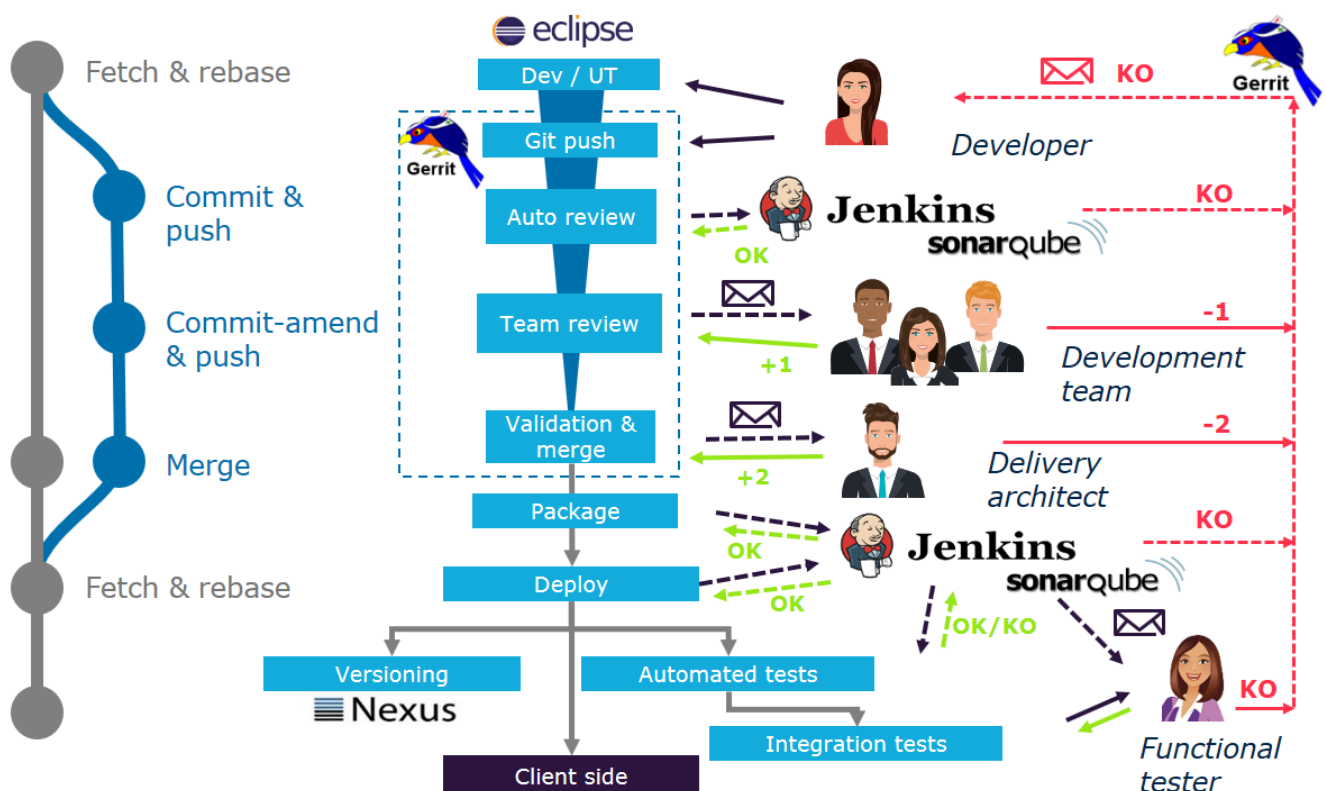 eclipse
Fetch & rebase
Dev / UT
KO
Gerrit
Git push
Gerrit
Developer
Commit &
push
Auto review
OK
Jenkins
sonarqube
KO
Commit-amend
& push
Team review
+1
-1
Development
team
Merge
Validation &
merge
+2
-2
Delivery
architect
Package
OK
Jenkins
sonarqube
KO
Fetch & rebase
Deploy
OK
OK/KO
Versioning
Nexus
Automated tests
KO
Integration tests
Functional
tester
Client side